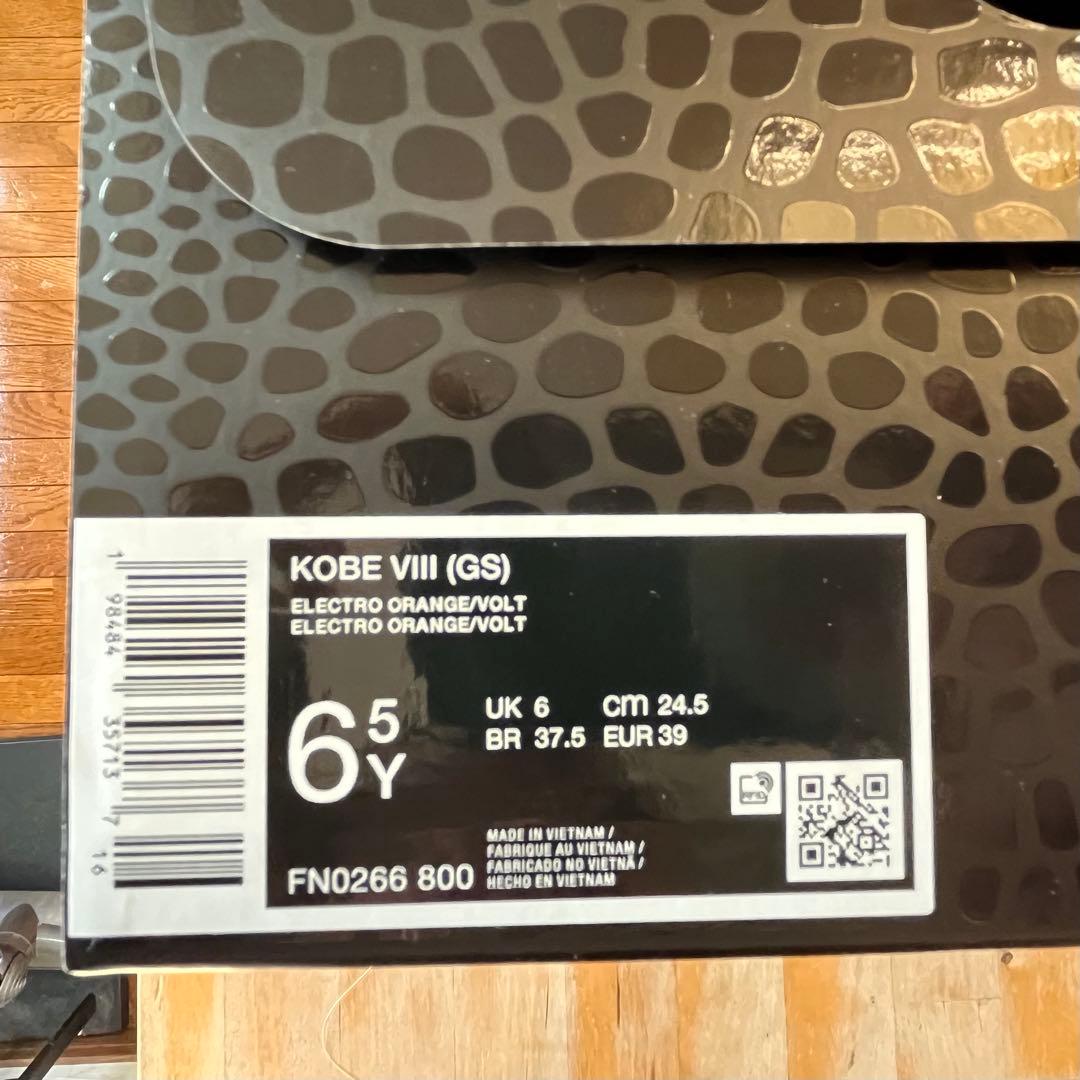 KOBE VIII (GS)
ELECTRO ORANGE/VOLT
ELECTRO ORANGE/VOLT
6 5 Y
UK 6 cm 24.5
BR 37.5 EUR 39
RFID
FN0266 800
MADE IN VIETNAM /
FABRIQUE AU VIETNAM /
FABRICADO NO VIETNÃ /
HECHO EN VIETNAM
1 98484 35713 7 16